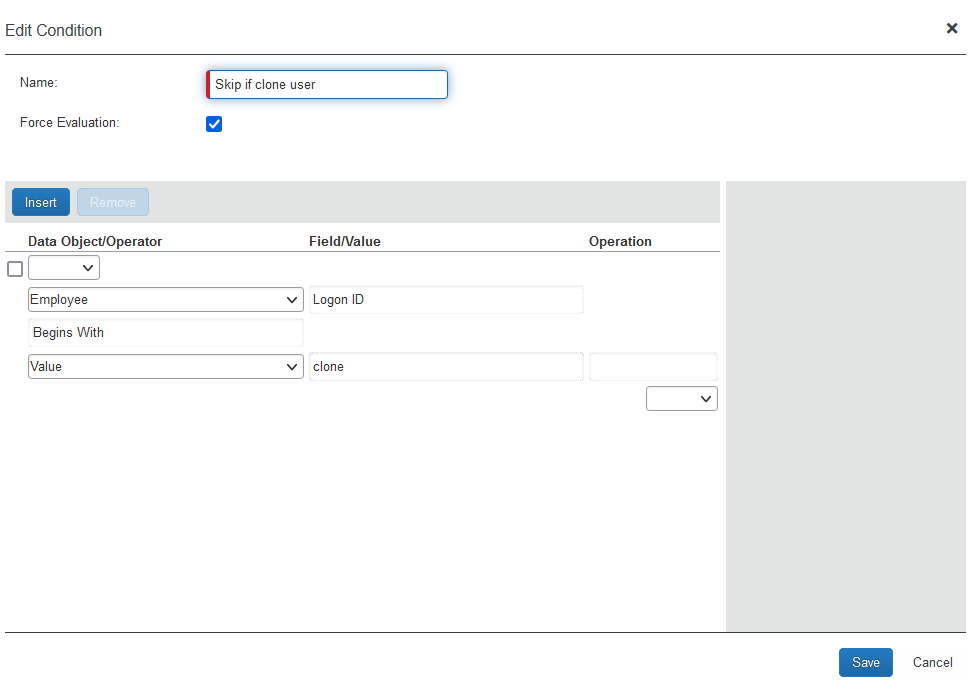 Edit Condition
Name:
Skip if clone user
Force Evaluation:
Insert Remove
Data Object/Operator Field/Value Operation
Employee Logon ID
Begins With
Value clone
Save Cancel